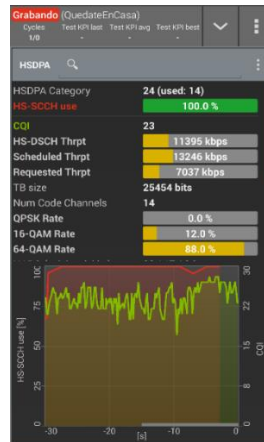 Grabando (QuedateEnCasa)
Cycles Test KPI last Test KPI avg Test KPI best
1/0 - - -
HSDPA
HSDPA Category 24 (used: 14)
HS-SCCH use 100.0 %
CQI 23
HS-DSCH Thrpt 11395 kbps
Scheduled Thrpt 13246 kbps
Requested Thrpt 7037 kbps
TB size 25454 bits
Num Code Channels 14
QPSK Rate 0.0 %
16-QAM Rate 12.0 %
64-QAM Rate 88.0 %
HS-SCCH use [%]
100
75
50
25
0
30
22
15
8
0
CQI
-30 -20 -10 0
[s]